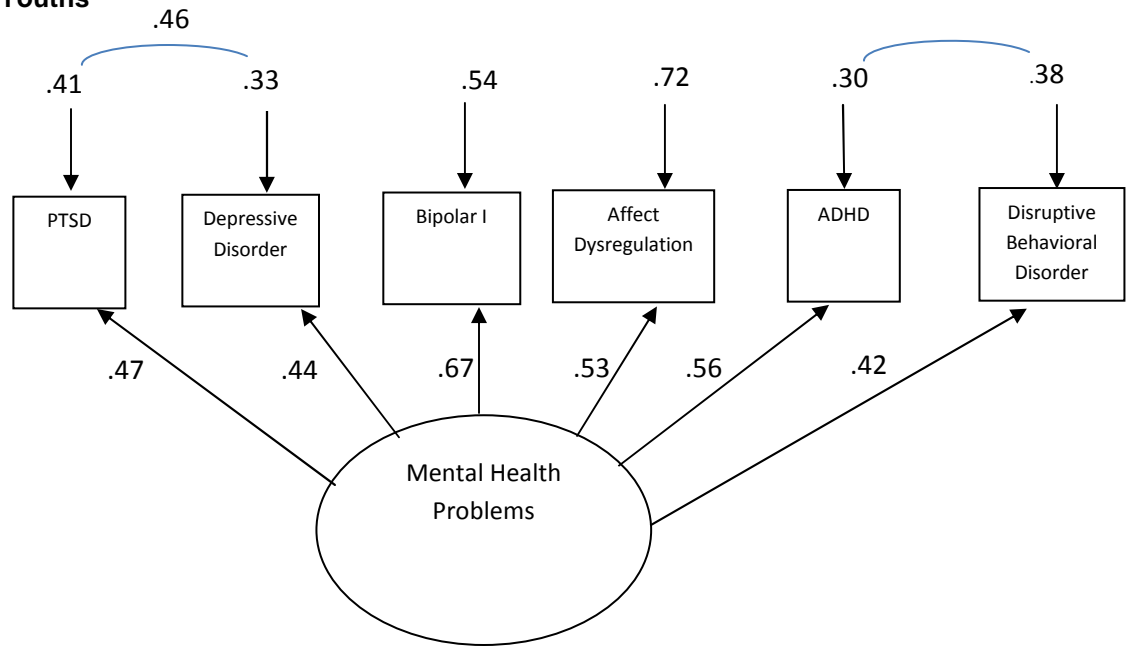 Youths
.46
.41
.33
.54
.72
.30
.38
PTSD
Depressive
Disorder
Bipolar I
Affect
Dysregulation
ADHD
Disruptive
Behavioral
Disorder
.47
.44
.67
.53
.56
.42
Mental Health
Problems